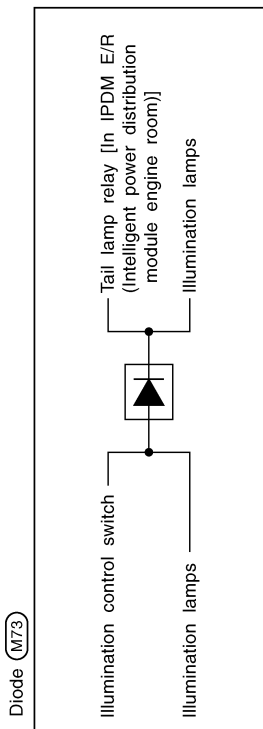 Diode M73
Illumination control switch
Illumination lamps
Tail lamp relay [In IPDM E/R
(Intelligent power distribution
module engine room)]
Illumination lamps